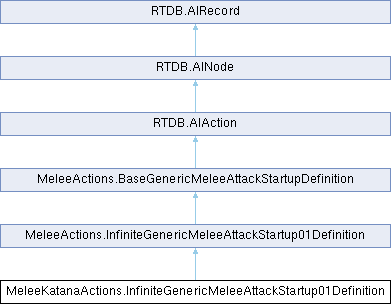 RTDB.AIRecord
RTDB.AINode
RTDB.AIAction
MeleeActions.BaseGenericMeleeAttackStartupDefinition
MeleeActions.InfiniteGenericMeleeAttackStartup01Definition
MeleeKatanaActions.InfiniteGenericMeleeAttackStartup01Definition